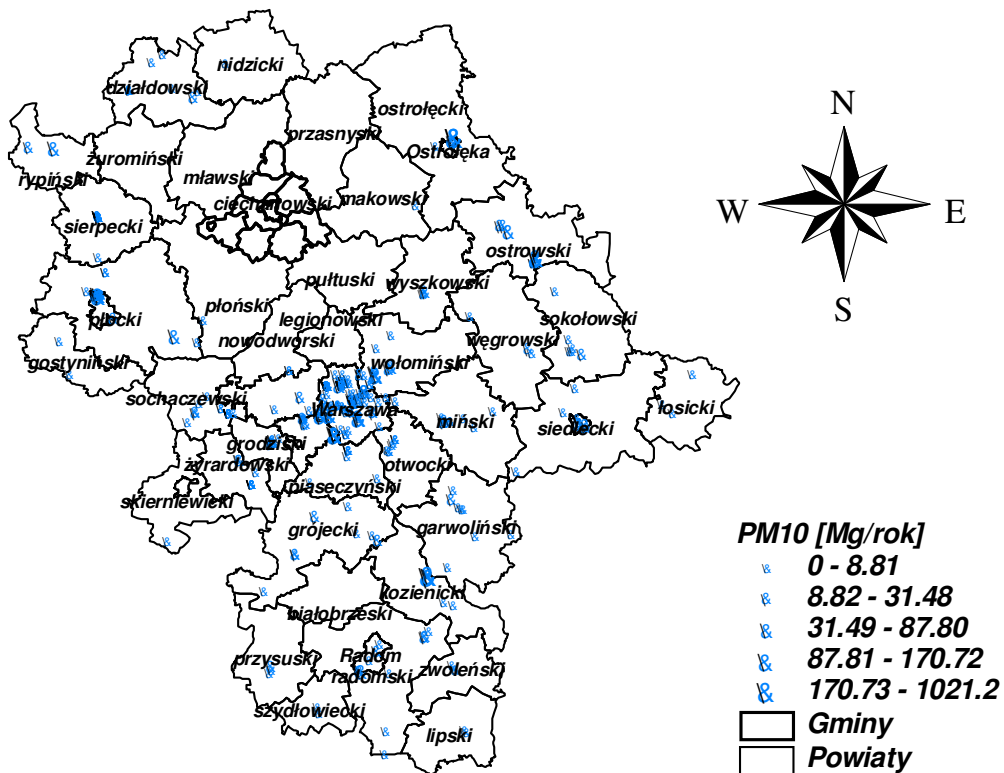 nidzicki
działdowski
ostrołęcki
przasnyski
Ostrołęka
żuromiński
rypiński
mławski
ciechanowski
makowski
sierpecki
ostrowski
pułtuski
wyszkowski
płoński
legionowski
sokołowski
płocki
nowodworski
węgrowski
gostyniński
wołomiński
sochaczewski
Warszawa
miński
siedlecki
łosicki
grodziski
żyrardowski
otwocki
piaseczyński
skierniewicki
grójecki
garwoliński
kozienicki
białobrzeski
przysuski
Radom
radomski
zwoleński
szydłowiecki
lipski
N
W
E
S
PM10 [Mg/rok]
0 - 8.81
8.82 - 31.48
31.49 - 87.80
87.81 - 170.72
170.73 - 1021.2
Gminy
Powiaty